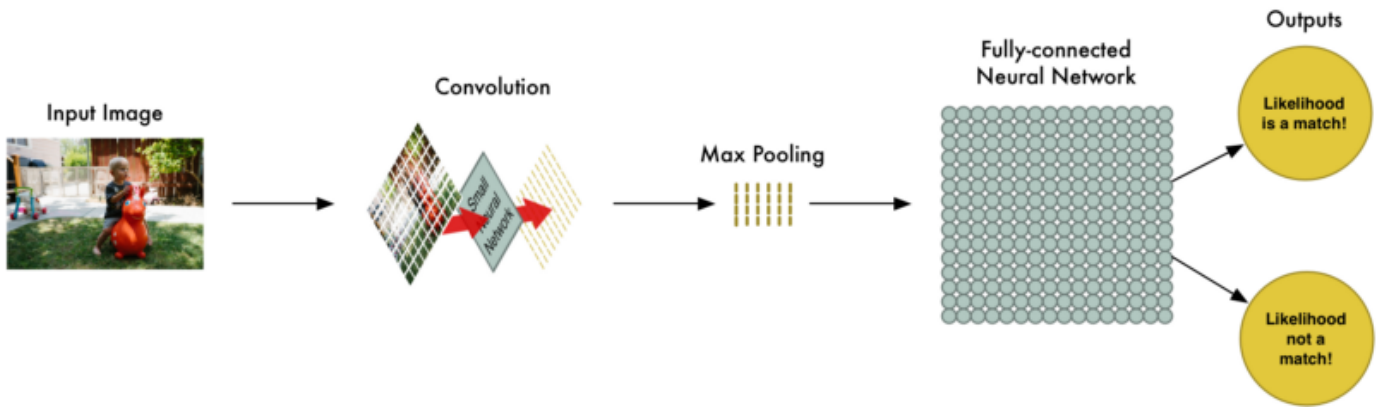 Input Image
Convolution
Small
Neural
Network
Max Pooling
Fully-connected
Neural Network
Outputs
Likelihood
is a match!
Likelihood
not a
match!